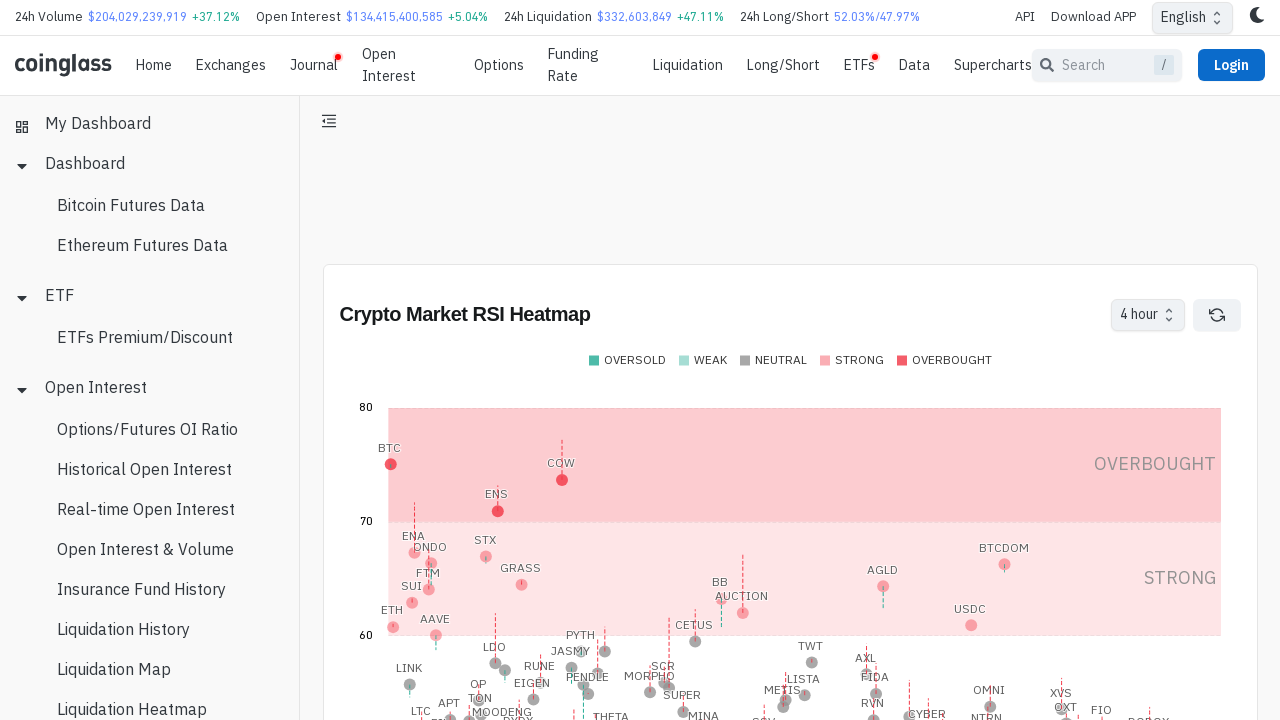 24h Volume $204,029,239,919 +37.12% Open Interest $134,415,400,585 +5.04% 24h Liquidation $332,603,849 +47.11% 24h Long/Short 52.03%/47.97% API Download APP English
coinglass Home Exchanges Journal Open Interest Options Funding Rate Liquidation Long/Short ETFs Data Supercharts Search / Login
My Dashboard
Dashboard
Bitcoin Futures Data
Ethereum Futures Data
ETF
ETFs Premium/Discount
Open Interest
Options/Futures OI Ratio
Historical Open Interest
Real-time Open Interest
Open Interest & Volume
Insurance Fund History
Liquidation History
Liquidation Map
Liquidation Heatmap
Crypto Market RSI Heatmap 4 hour
OVERSOLD WEAK NEUTRAL STRONG OVERBOUGHT
80
BTC COW OVERBOUGHT
ENS
70
ENA STX
ONDO BTCDOM
FTM GRASS AGLD STRONG
SUI BB
AUCTION
ETH USDC
AAVE CETUS
60 PYTH
LDO JASMY TWT
LINK RUNE SCR AXL
EIGEN PENDLE MORPHO LISTA FIDA
OP SUPER METIS OMNI XVS
TON APT RVN OXT
LTC MOODENG MINA CYBER FIO
DYDX THETA NTRN